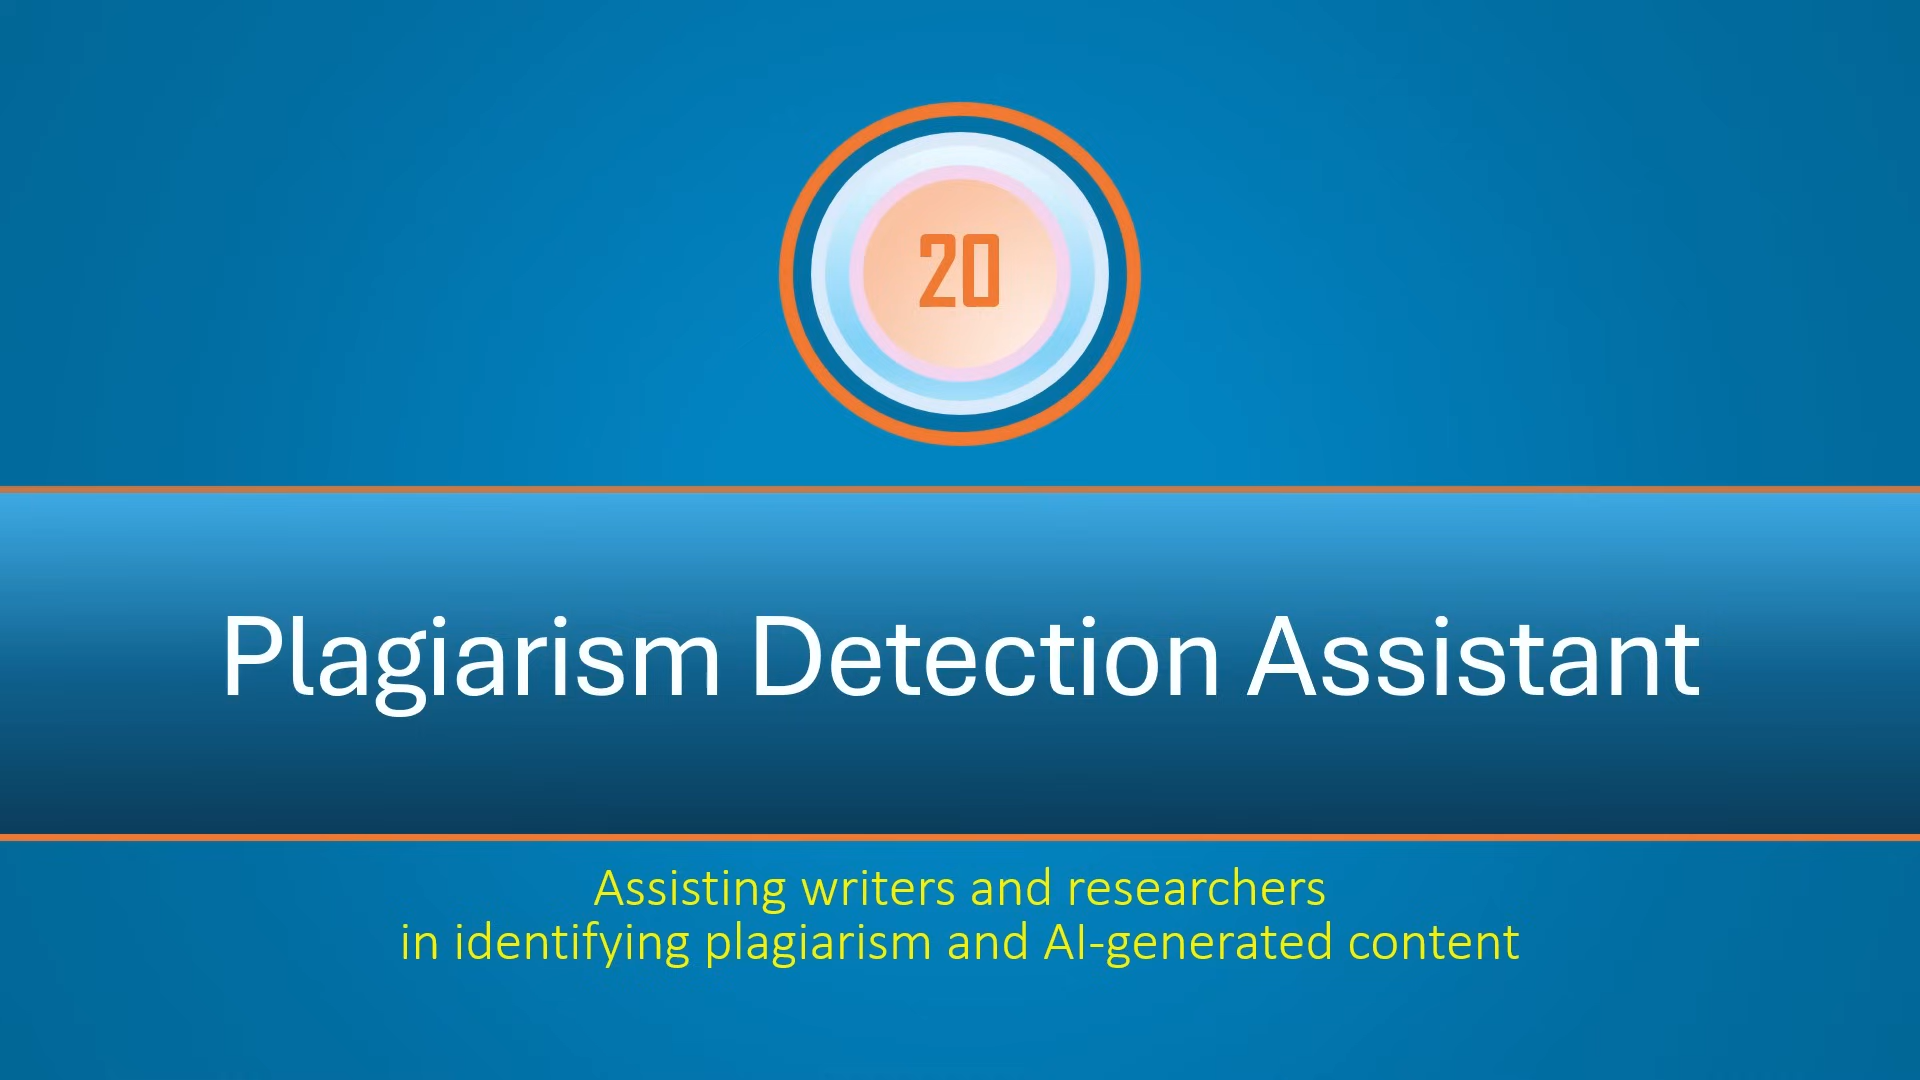 20
Plagiarism Detection Assistant
Assisting writers and researchers
in identifying plagiarism and AI-generated content